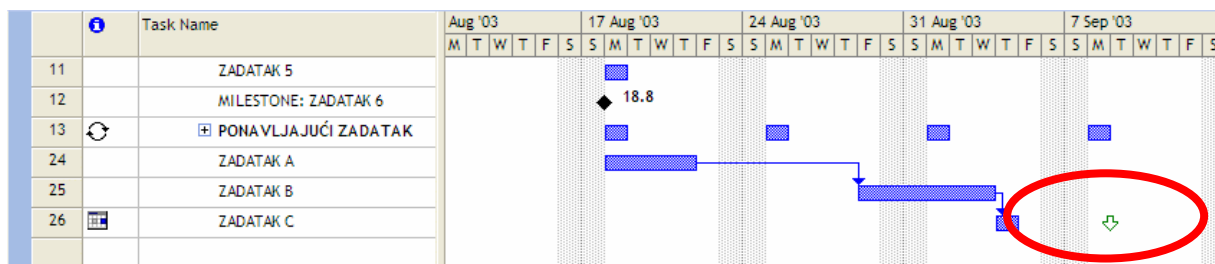 Task Name Aug '03 17 Aug '03 24 Aug '03 31 Aug '03 7 Sep '03
M T W T F S S M T W T F S S M T W T F S S M T W T F S S M T W T F S
11 ZADATAK 5
12 MILESTONE: ZADATAK 6 18.8
13 PONAVLJAJUĆI ZADATAK
24 ZADATAK A
25 ZADATAK B
26 ZADATAK C